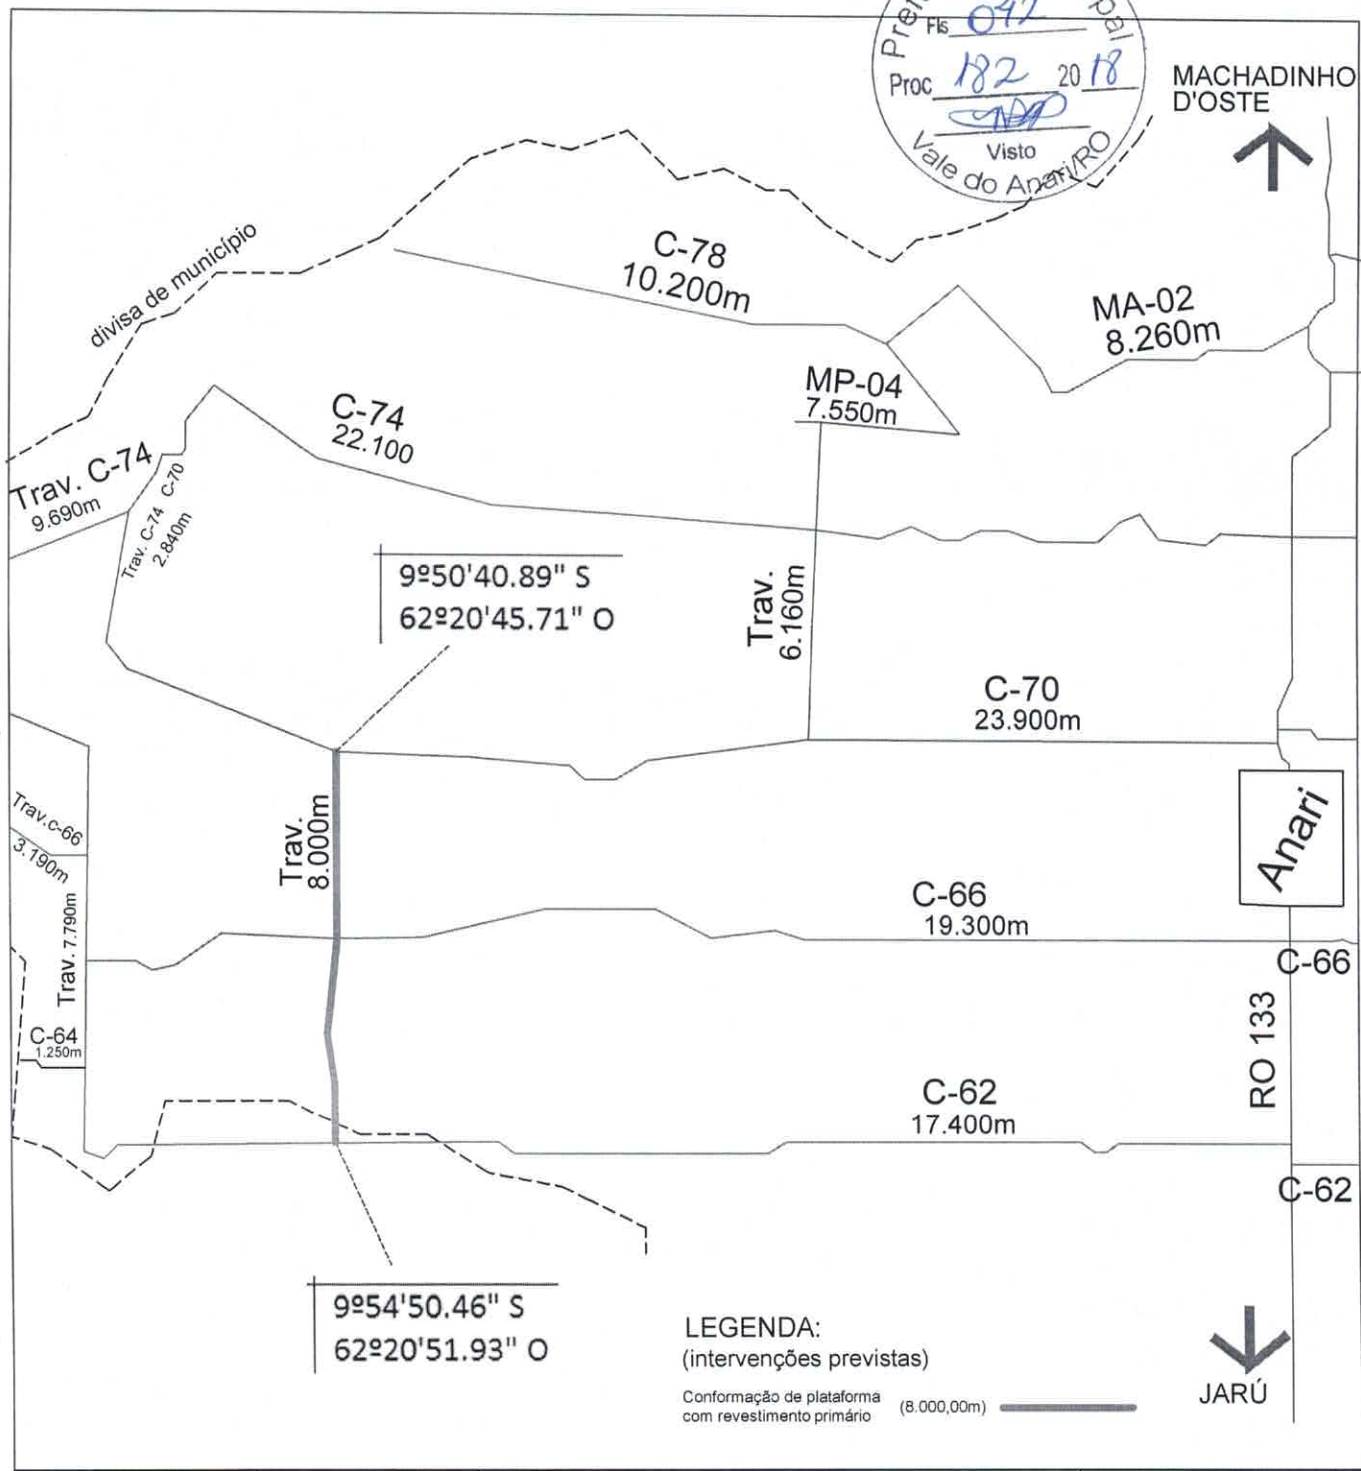 Fls 042
Proc 182 20 18
Visto
Vale do Anari/RO
MACHADINHO
D'OSTE
divisa de município
C-78
10.200m
MA-02
8.260m
MP-04
7.550m
C-74
22.100
Trav. C-74
9.690m
Trav. C-74 C-70
2.840m
9º50'40.89" S
62º20'45.71" O
Trav.
6.160m
C-70
23.900m
Trav.c-66
3.190m
Trav.
8.000m
Anari
Trav. 7.790m
C-66
19.300m
C-66
C-64
1.250m
RO 133
C-62
17.400m
C-62
9º54'50.46" S
62º20'51.93" O
LEGENDA:
(intervenções previstas)
Conformação de plataforma
com revestimento primário (8.000,00m)
JARÚ